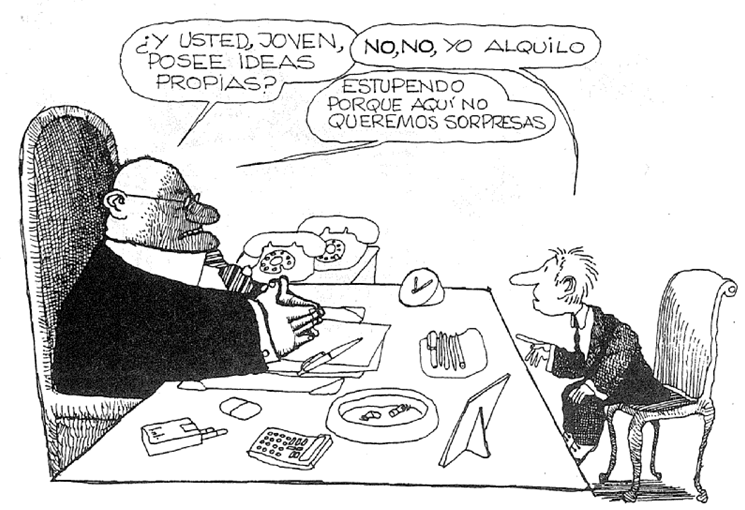 ¿Y USTED, JOVEN,
POSEE IDEAS
PROPIAS?
NO, NO, YO ALQUILO
ESTUPENDO
PORQUE AQUÍ NO
QUEREMOS SORPRESAS